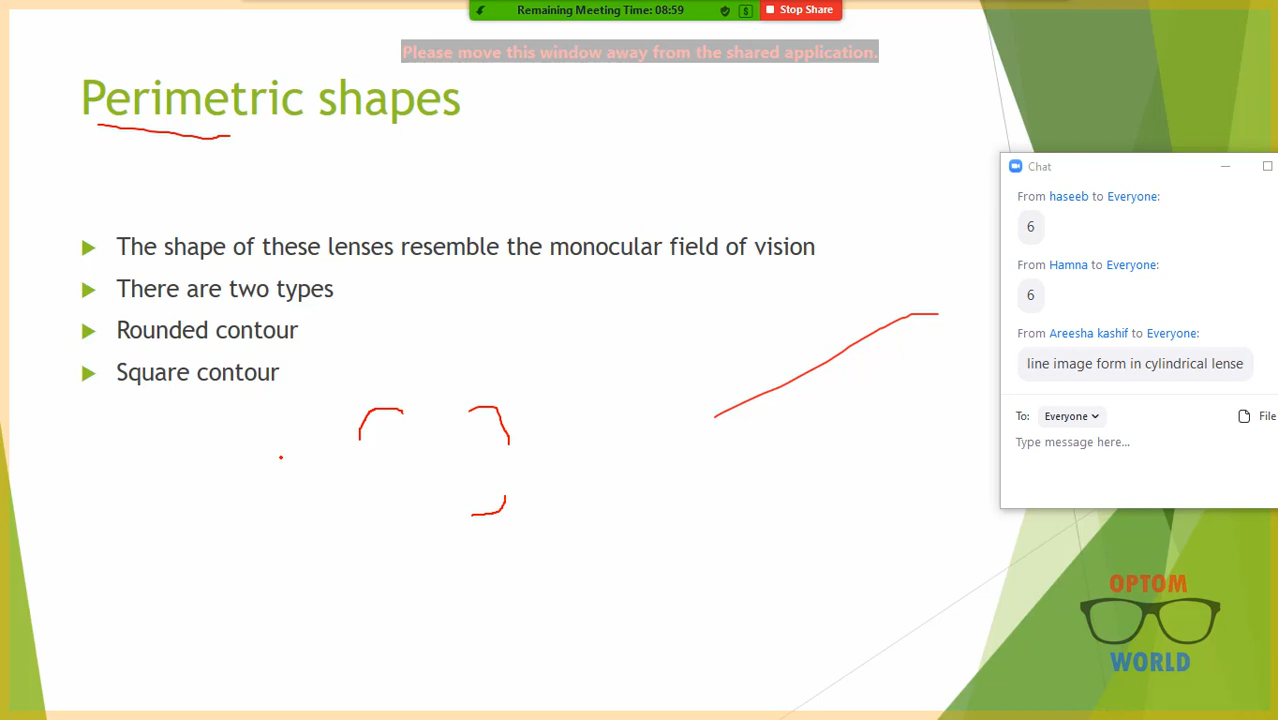 Remaining Meeting Time: 08:59
Stop Share
Please move this window away from the shared application.
Perimetric shapes
The shape of these lenses resemble the monocular field of vision
There are two types
Rounded contour
Square contour
Chat
From haseeb to Everyone:
6
From Hamna to Everyone:
6
From Areesha kashif to Everyone:
line image form in cylindrical lense
To: Everyone
File
Type message here...
OPTOM
WORLD